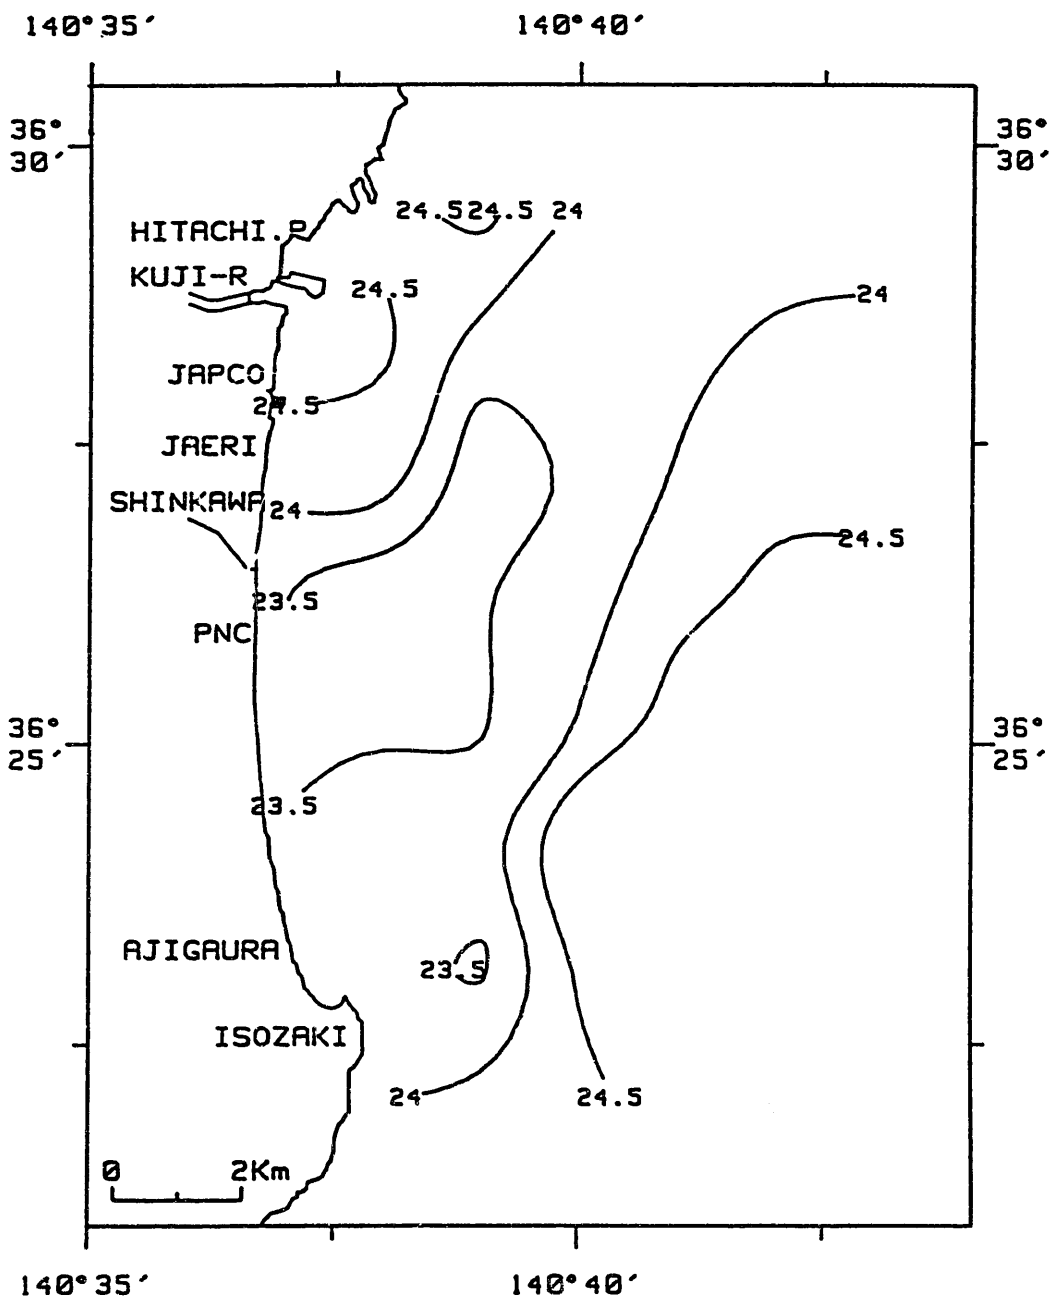 140°35′ 140°40′
36° 36°
30′ 30′
24.5 24.5 24
HITACHI.P
KUJI-R
24.5 24
JAPCO
24.5
JAERI
SHINKAWA 24
24.5
23.5
PNC
36° 36°
25′ 25′
23.5
AJIGAURA
23.5
ISOZAKI
24 24.5
0 2Km
140°35′ 140°40′